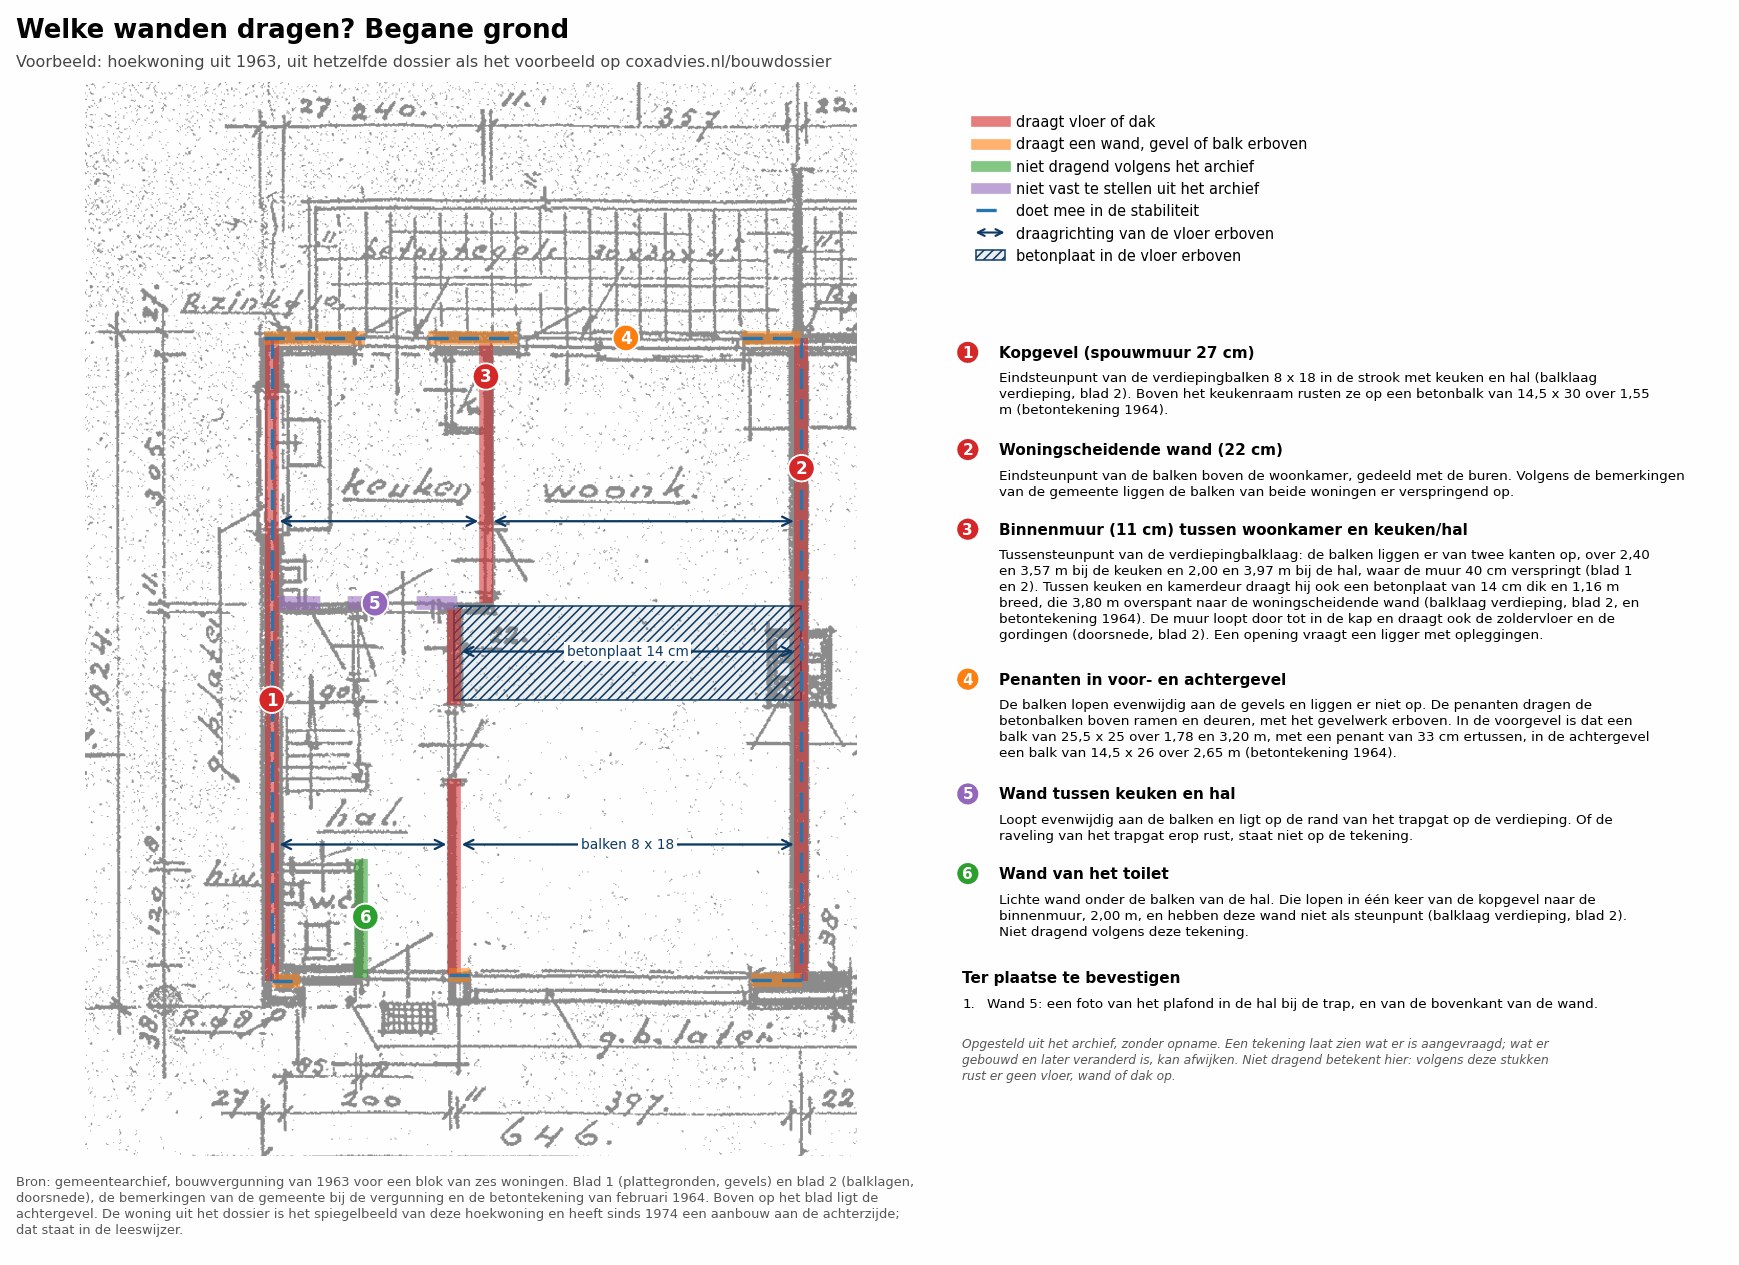 Welke wanden dragen? Begane grond
Voorbeeld: hoekwoning uit 1963, uit hetzelfde dossier als het voorbeeld op coxadvies.nl/bouwdossier
27 240. 11. 357 22.
betontegels 30x30x4
R.zink
27.
305.
keuken woonk.
11
824.
22.
betonplaat 14 cm
90
g.b.latei
hal.
balken 8 x 18
h.w.
w.c.
120
38.
38
g.b.latei
85
27 200 11 397. 22
646.
1
2
3
4
5
6
draagt vloer of dak
draagt een wand, gevel of balk erboven
niet dragend volgens het archief
niet vast te stellen uit het archief
doet mee in de stabiliteit
draagrichting van de vloer erboven
betonplaat in de vloer erboven
1 Kopgevel (spouwmuur 27 cm)
Eindsteunpunt van de verdiepingbalken 8 x 18 in de strook met keuken en hal (balklaag
verdieping, blad 2). Boven het keukenraam rusten ze op een betonbalk van 14,5 x 30 over 1,55
m (betontekening 1964).
2 Woningscheidende wand (22 cm)
Eindsteunpunt van de balken boven de woonkamer, gedeeld met de buren. Volgens de bemerkingen
van de gemeente liggen de balken van beide woningen er verspringend op.
3 Binnenmuur (11 cm) tussen woonkamer en keuken/hal
Tussensteunpunt van de verdiepingbalklaag: de balken liggen er van twee kanten op, over 2,40
en 3,57 m bij de keuken en 2,00 en 3,97 m bij de hal, waar de muur 40 cm verspringt (blad 1
en 2). Tussen keuken en kamerdeur draagt hij ook een betonplaat van 14 cm dik en 1,16 m
breed, die 3,80 m overspant naar de woningscheidende wand (balklaag verdieping, blad 2, en
betontekening 1964). De muur loopt door tot in de kap en draagt ook de zoldervloer en de
gordingen (doorsnede, blad 2). Een opening vraagt een ligger met opleggingen.
4 Penanten in voor- en achtergevel
De balken lopen evenwijdig aan de gevels en liggen er niet op. De penanten dragen de
betonbalken boven ramen en deuren, met het gevelwerk erboven. In de voorgevel is dat een
balk van 25,5 x 25 over 1,78 en 3,20 m, met een penant van 33 cm ertussen, in de achtergevel
een balk van 14,5 x 26 over 2,65 m (betontekening 1964).
5 Wand tussen keuken en hal
Loopt evenwijdig aan de balken en ligt op de rand van het trapgat op de verdieping. Of de
raveling van het trapgat erop rust, staat niet op de tekening.
6 Wand van het toilet
Lichte wand onder de balken van de hal. Die lopen in één keer van de kopgevel naar de
binnenmuur, 2,00 m, en hebben deze wand niet als steunpunt (balklaag verdieping, blad 2).
Niet dragend volgens deze tekening.
Ter plaatse te bevestigen
1. Wand 5: een foto van het plafond in de hal bij de trap, en van de bovenkant van de wand.
Opgesteld uit het archief, zonder opname. Een tekening laat zien wat er is aangevraagd; wat er
gebouwd en later veranderd is, kan afwijken. Niet dragend betekent hier: volgens deze stukken
rust er geen vloer, wand of dak op.
Bron: gemeentearchief, bouwvergunning van 1963 voor een blok van zes woningen. Blad 1 (plattegronden, gevels) en blad 2 (balklagen,
doorsnede), de bemerkingen van de gemeente bij de vergunning en de betontekening van februari 1964. Boven op het blad ligt de
achtergevel. De woning uit het dossier is het spiegelbeeld van deze hoekwoning en heeft sinds 1974 een aanbouw aan de achterzijde;
dat staat in de leeswijzer.